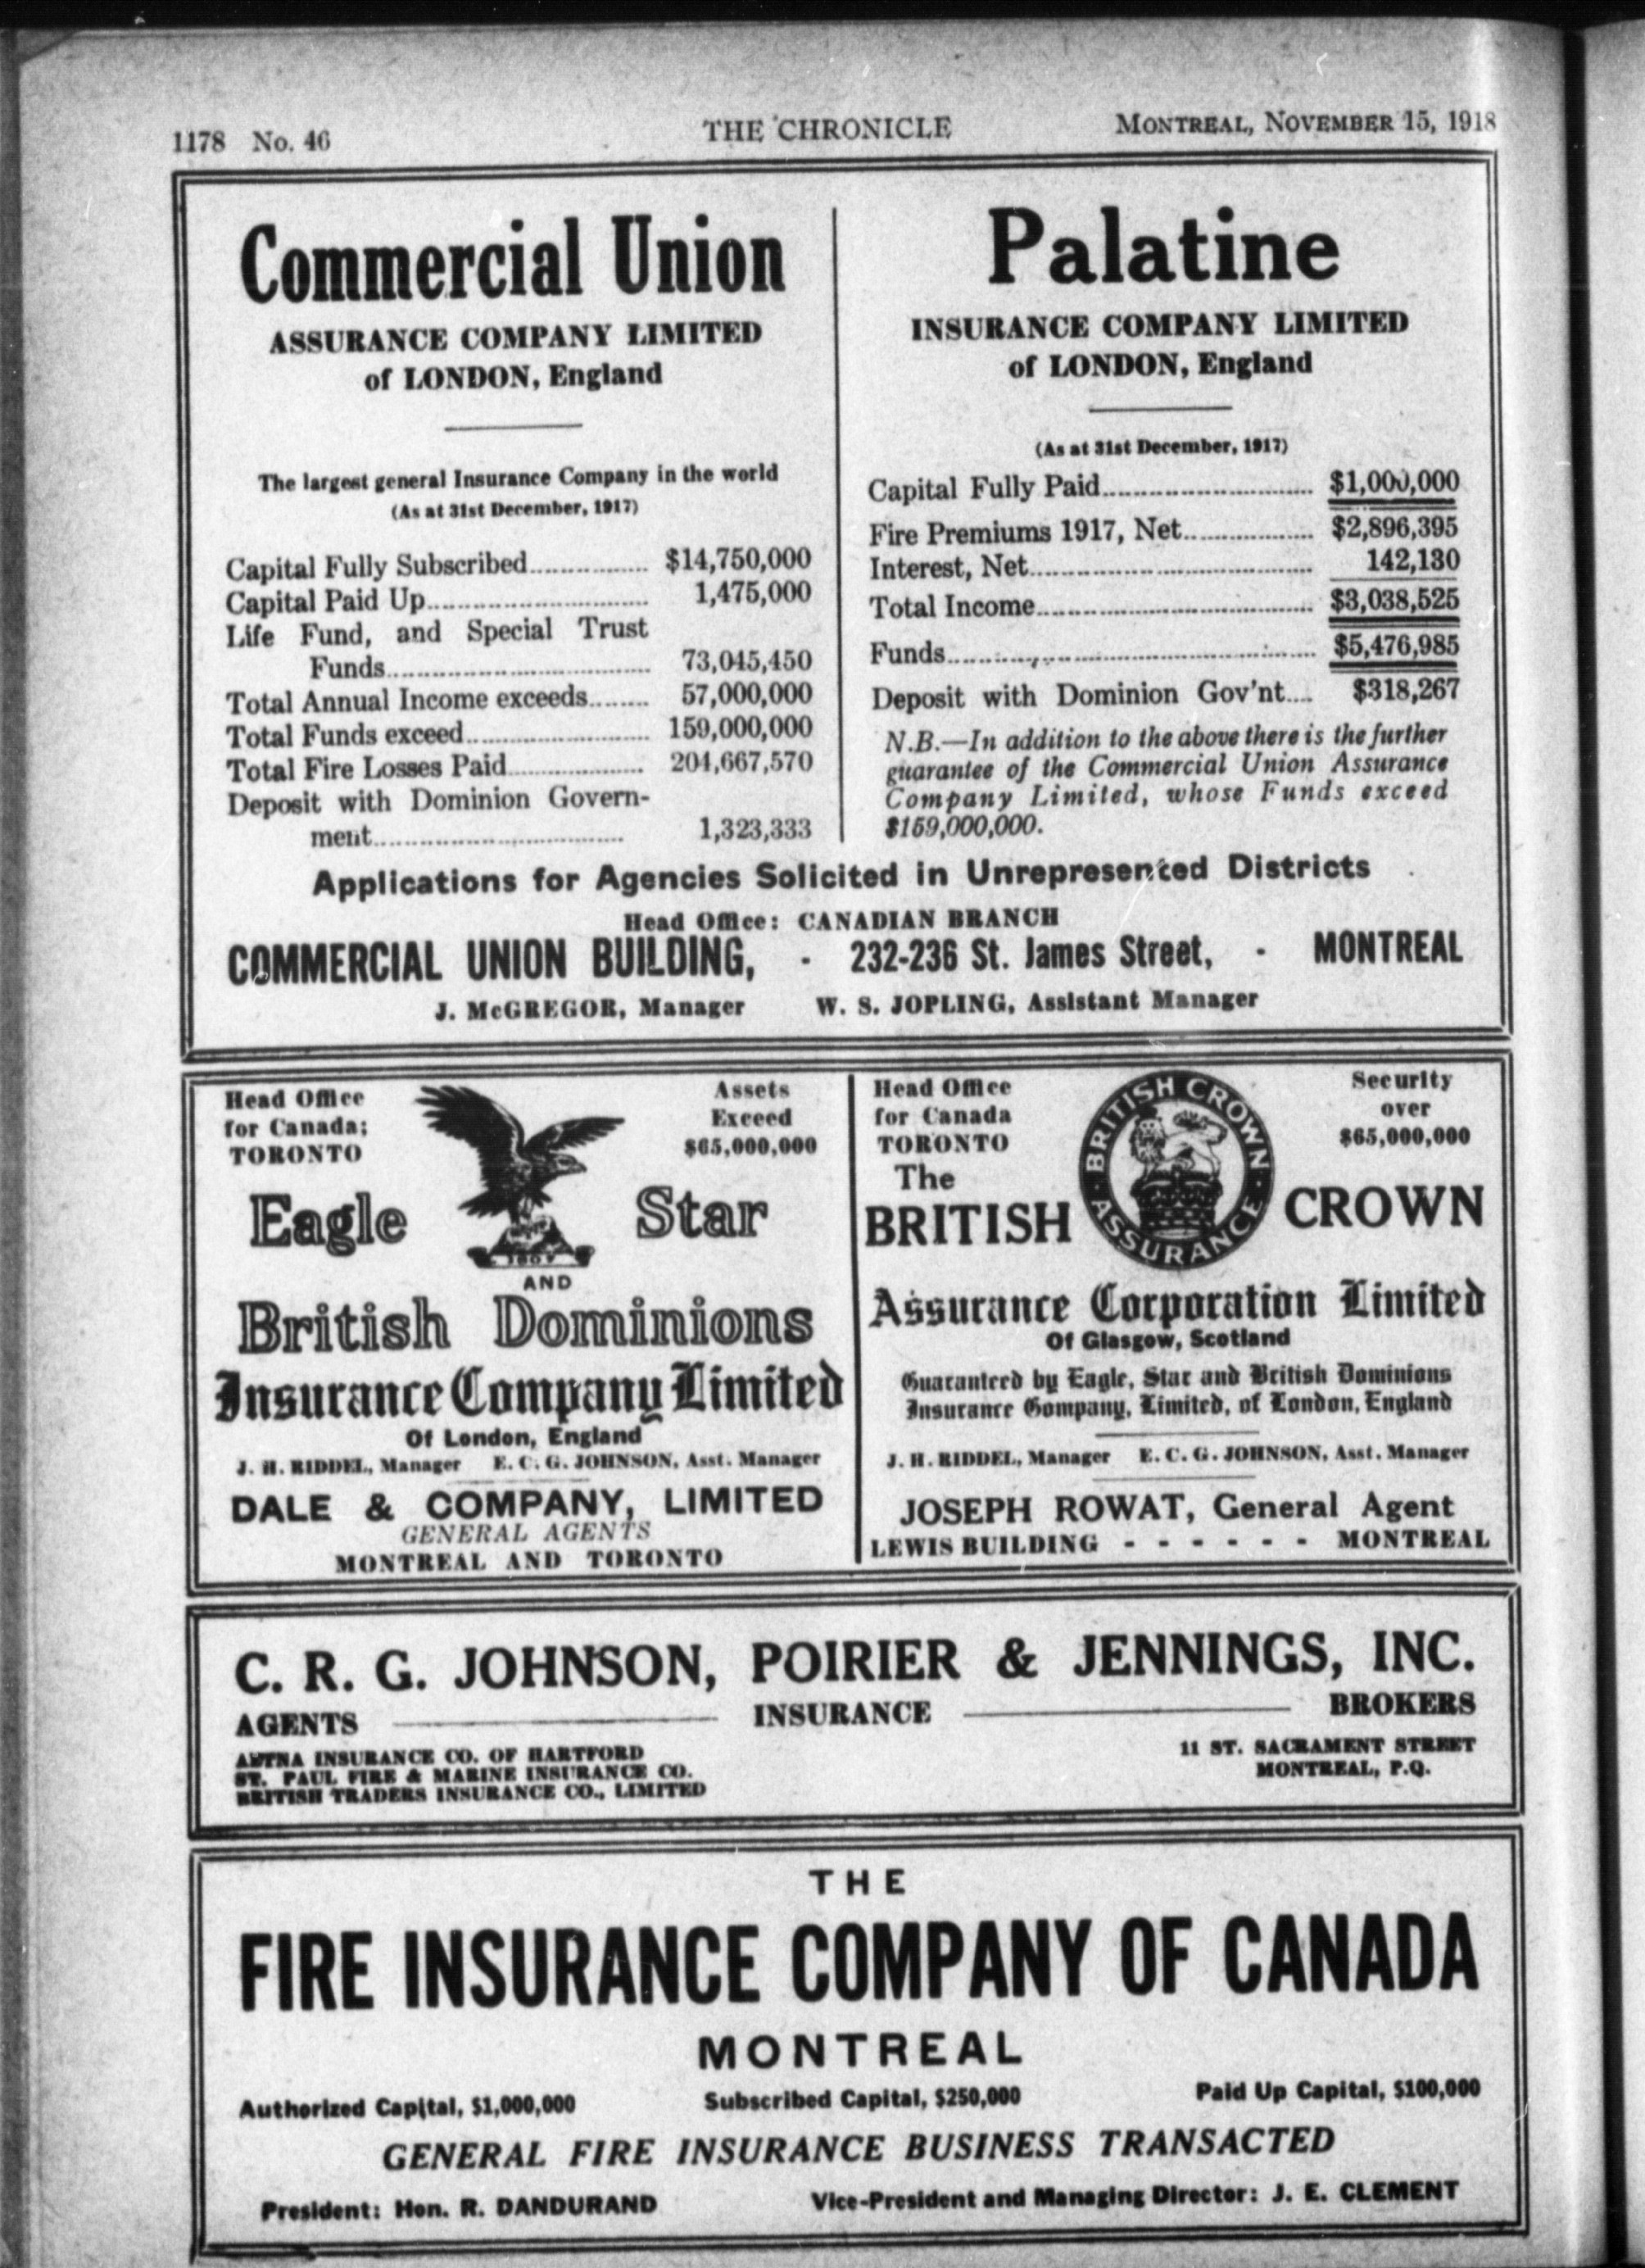 1178 No. 46 THE CHRONICLE MONTREAL, NOVEMBER 15, 1918
Commercial Union
ASSURANCE COMPANY LIMITED
of LONDON, England
The largest general Insurance Company in the world
(As at 31st December, 1917)
Capital Fully Subscribed................ $14,750,000
Capital Paid Up.............................. 1,475,000
Life Fund, and Special Trust
Funds.................................... 73,045,450
Total Annual Income exceeds........ 57,000,000
Total Funds exceed......................... 159,000,000
Total Fire Losses Paid.................... 204,667,570
Deposit with Dominion Govern-
ment.................................. 1,323,333
Palatine
INSURANCE COMPANY LIMITED
of LONDON, England
(As at 31st December, 1917)
Capital Fully Paid............................ $1,000,000
Fire Premiums 1917, Net.................. $2,896,395
Interest, Net...................................... 142,130
Total Income..................................... $3,038,525
Funds................................................. $5,476,985
Deposit with Dominion Gov'nt.... $318,267
N.B.—In addition to the above there is the further
guarantee of the Commercial Union Assurance
Company Limited, whose Funds exceed
$159,000,000.
Applications for Agencies Solicited in Unrepresented Districts
Head Office: CANADIAN BRANCH
COMMERCIAL UNION BUILDING, - 232-236 St. James Street, - MONTREAL
J. McGREGOR, Manager W. S. JOPLING, Assistant Manager
Head Office
for Canada;
TORONTO
Assets
Exceed
$65,000,000
Eagle Star
1807
AND
British Dominions
Insurance Company Limited
Of London, England
J. H. RIDDEL, Manager E. C. G. JOHNSON, Asst. Manager
DALE & COMPANY, LIMITED
GENERAL AGENTS
MONTREAL AND TORONTO
Head Office
for Canada
TORONTO
BRITISH CROWN
ASSURANCE
Security
over
$65,000,000
The
BRITISH CROWN
Assurance Corporation Limited
Of Glasgow, Scotland
Guaranteed by Eagle, Star and British Dominions
Insurance Company, Limited, of London, England
J. H. RIDDEL, Manager E. C. G. JOHNSON, Asst. Manager
JOSEPH ROWAT, General Agent
LEWIS BUILDING - - - - - - MONTREAL
C. R. G. JOHNSON, POIRIER & JENNINGS, INC.
AGENTS INSURANCE BROKERS
AETNA INSURANCE CO. OF HARTFORD
ST. PAUL FIRE & MARINE INSURANCE CO.
BRITISH TRADERS INSURANCE CO., LIMITED
11 ST. SACRAMENT STREET
MONTREAL, P.Q.
THE
FIRE INSURANCE COMPANY OF CANADA
MONTREAL
Authorized Capital, $1,000,000 Subscribed Capital, $250,000 Paid Up Capital, $100,000
GENERAL FIRE INSURANCE BUSINESS TRANSACTED
President: Hon. R. DANDURAND Vice-President and Managing Director: J. E. CLEMENT